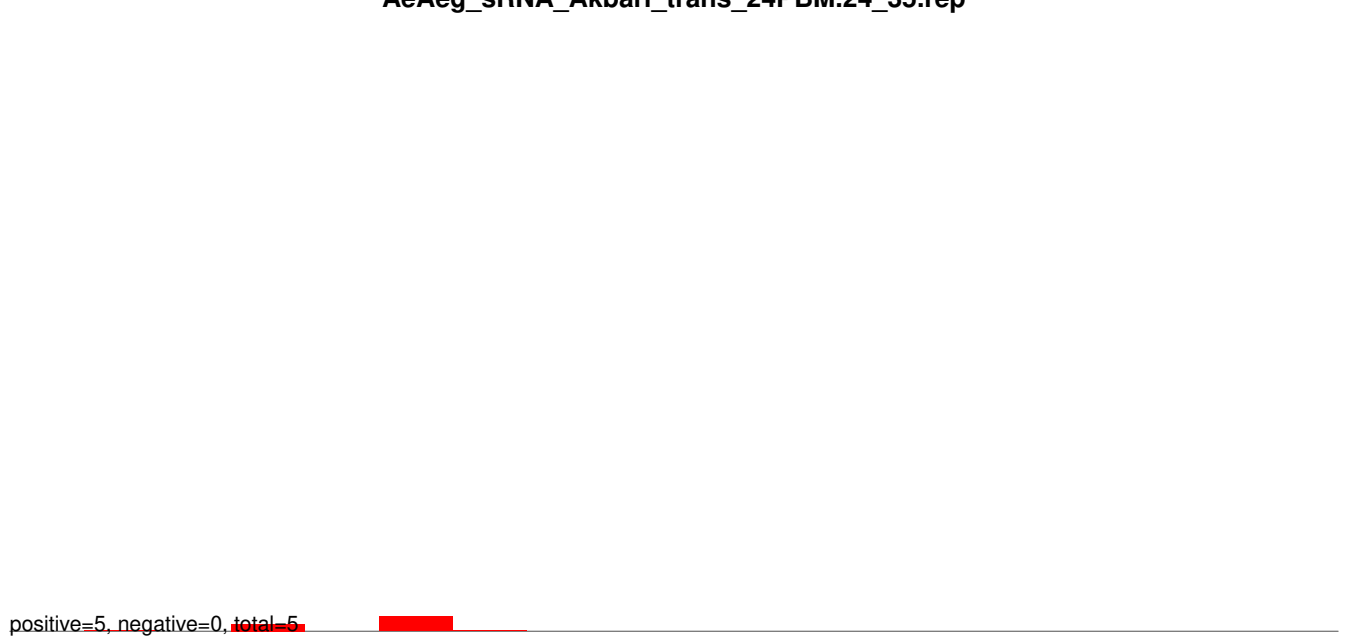 AeAeg_sRNA_Akbari_trans_24PBM.24_35.rep
positive=5, negative=0, total=5